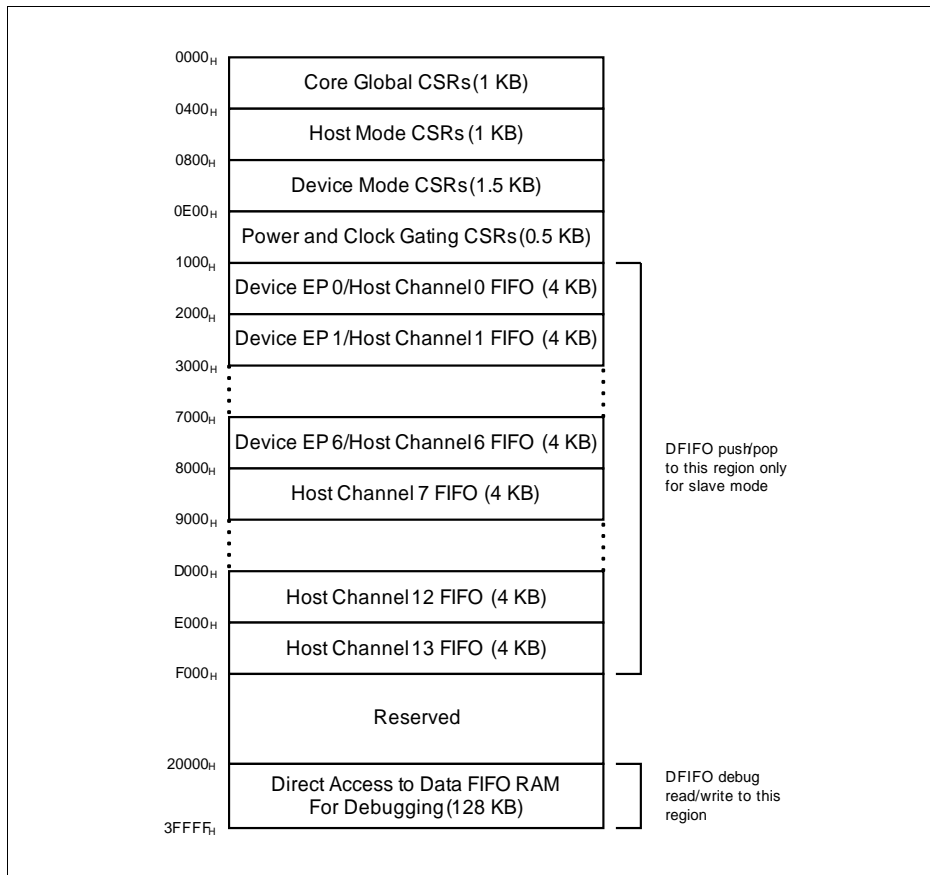 0000H
Core Global CSRs (1 KB)
0400H
Host Mode CSRs (1 KB)
0800H
Device Mode CSRs (1.5 KB)
0E00H
Power and Clock Gating CSRs (0.5 KB)
1000H
Device EP 0/Host Channel 0 FIFO (4 KB)
2000H
Device EP 1/Host Channel 1 FIFO (4 KB)
3000H
7000H
Device EP 6/Host Channel 6 FIFO (4 KB)
8000H
Host Channel 7 FIFO (4 KB)
9000H
DFIFO push/pop
to this region only
for slave mode
D000H
Host Channel 12 FIFO (4 KB)
E000H
Host Channel 13 FIFO (4 KB)
F000H
Reserved
20000H
Direct Access to Data FIFO RAM
For Debugging (128 KB)
3FFFFH
DFIFO debug
read/write to this
region